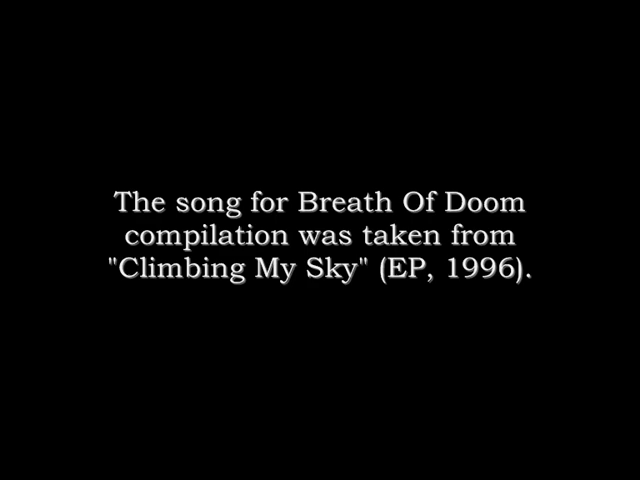 The song for Breath Of Doom
compilation was taken from
"Climbing My Sky" (EP, 1996).